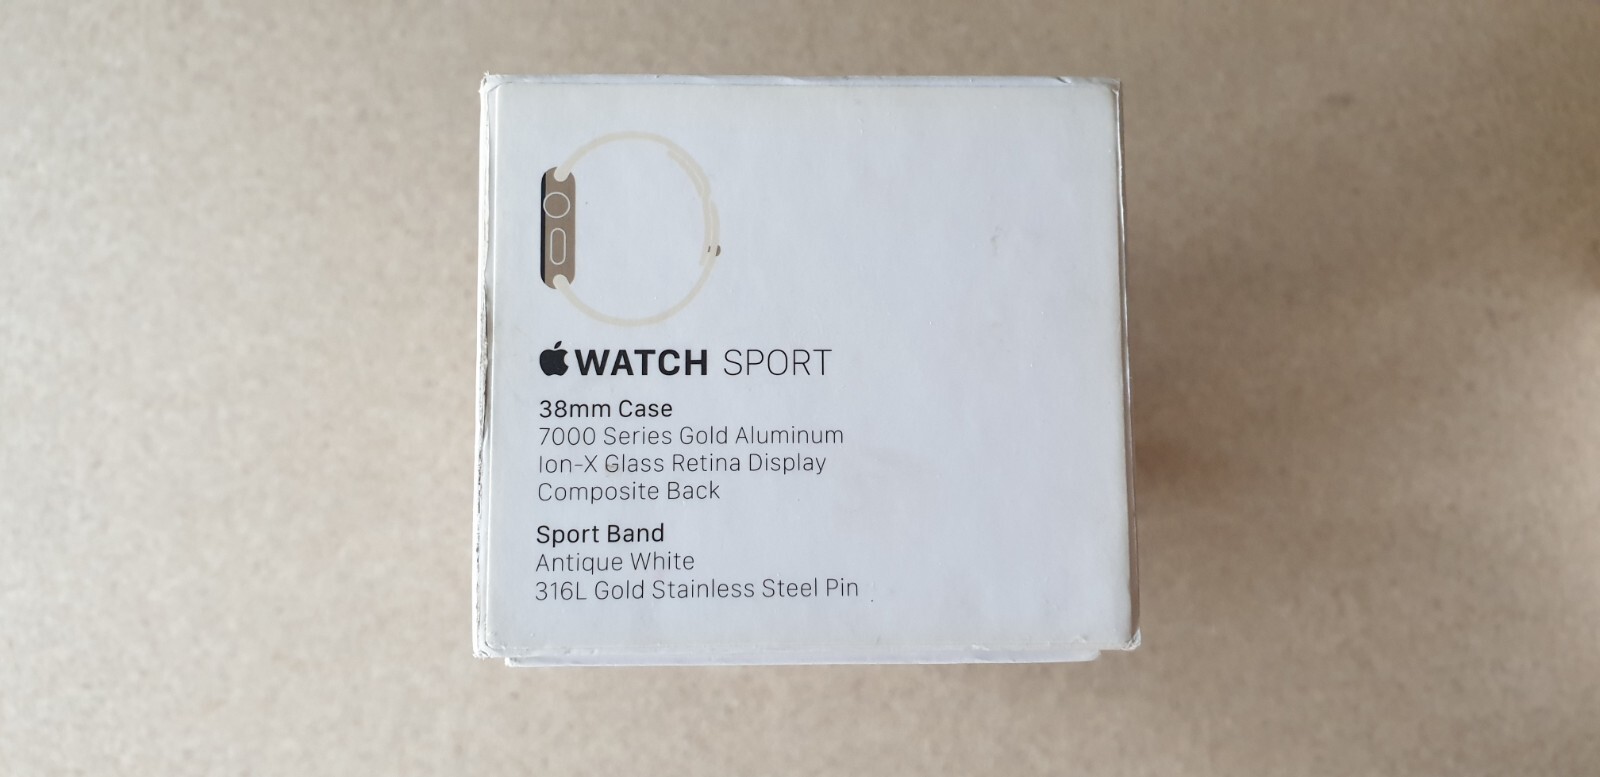 WATCH SPORT
38mm Case
7000 Series Gold Aluminum
Ion-X Glass Retina Display
Composite Back
Sport Band
Antique White
316L Gold Stainless Steel Pin